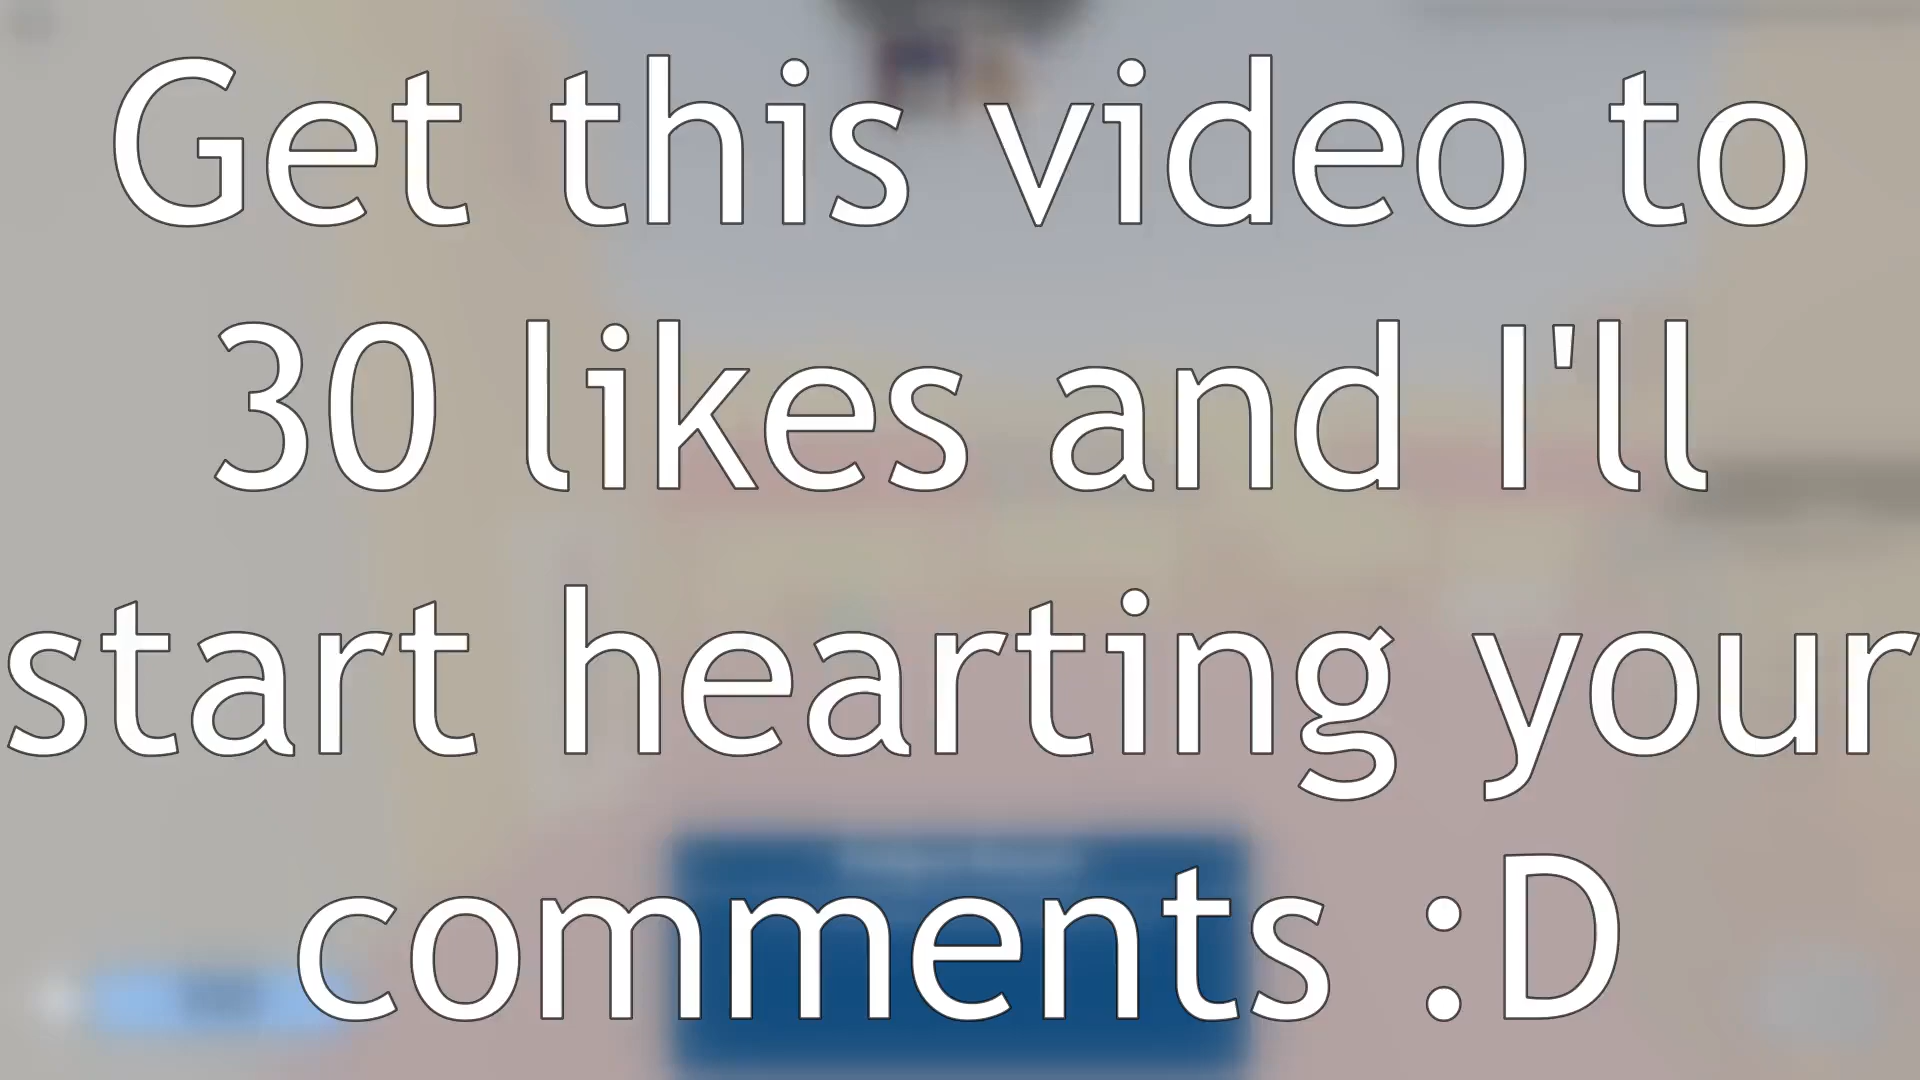 Get this video to
30 likes and I'll
start hearting your
comments :D